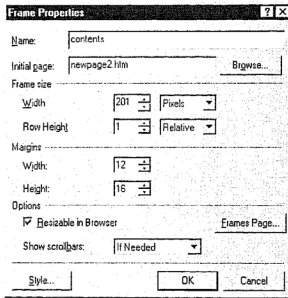 Frame Properties
Name: contents
Initial page: newpage2.htm Browse...
Frame size
Width 201 Pixels
Row Height 1 Relative
Margins
Width: 12
Height: 16
Options
Resizable in Browser Frames Page...
Show scrollbars: If Needed
Style... OK Cancel